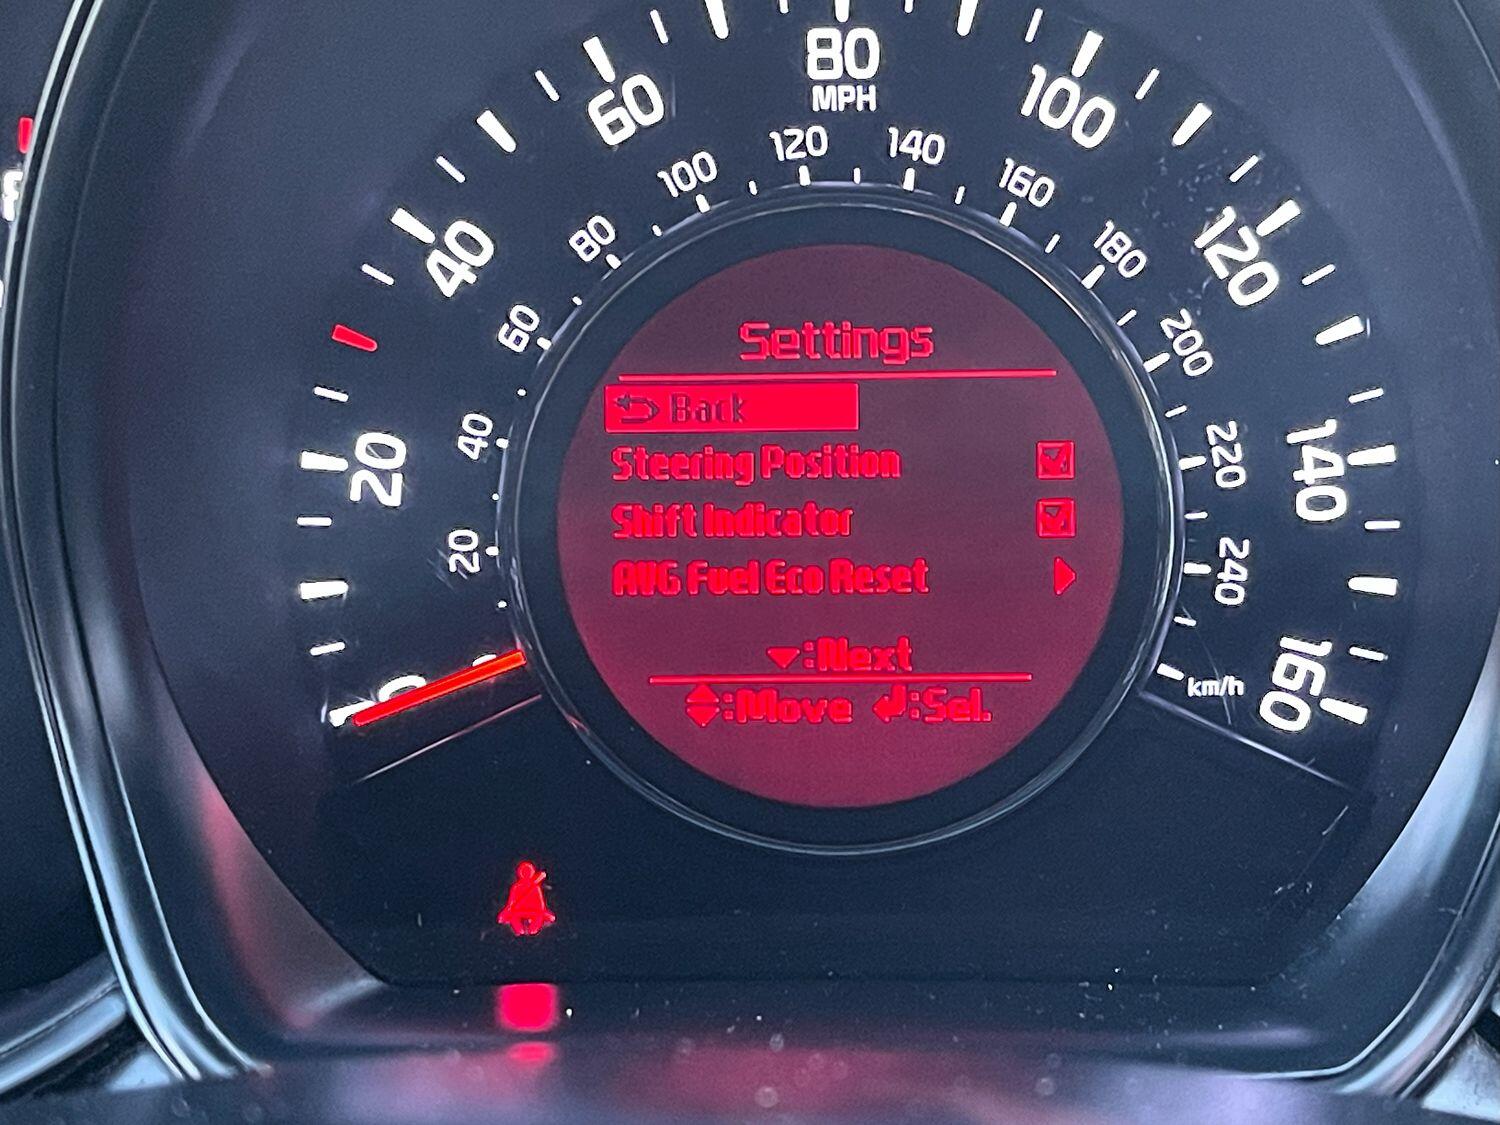 80
MPH
60
100
120
140
100
160
40
80
180
120
60
200
Settings
Back
20
40
Steering Position
220
140
Shift Indicator
20
AVG Fuel Eco Reset
240
:Next
0
km/h
160
:Move :Sel.